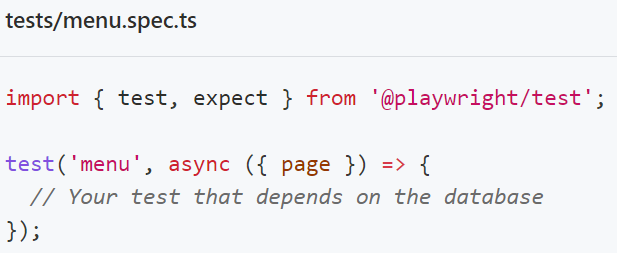 tests/menu.spec.ts
import { test, expect } from '@playwright/test';
test('menu', async ({ page }) => {
// Your test that depends on the database
});